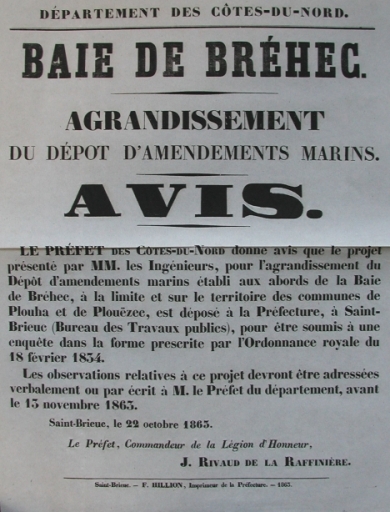 DÉPARTEMENT DES CÔTES-DU-NORD.
BAIE DE BRÉHEC.
AGRANDISSEMENT
DU DÉPOT D'AMENDEMENTS MARINS.
AVIS.
LE PRÉFET DES CÔTES-DU-NORD donne avis que le projet
présenté par MM. les Ingénieurs, pour l'agrandissement du
Dépôt d'amendements marins établi aux abords de la Baie
de Bréhec, à la limite et sur le territoire des communes de
Plouha et de Plouëzec, est déposé à la Préfecture, à Saint-
Brieuc (Bureau des Travaux publics), pour être soumis à une
enquête dans la forme prescrite par l'Ordonnance royale du
18 février 1834.
Les observations relatives à ce projet devront être adressées
verbalement ou par écrit à M. le Préfet du département, avant
le 15 novembre 1863.
Saint-Brieuc, le 22 octobre 1863.
Le Préfet, Commandeur de la Légion d'Honneur,
J. RIVAUD DE LA RAFFINIÈRE.
Saint-Brieuc. — F. HILLION, Imprimeur de la Préfecture. — 1863.